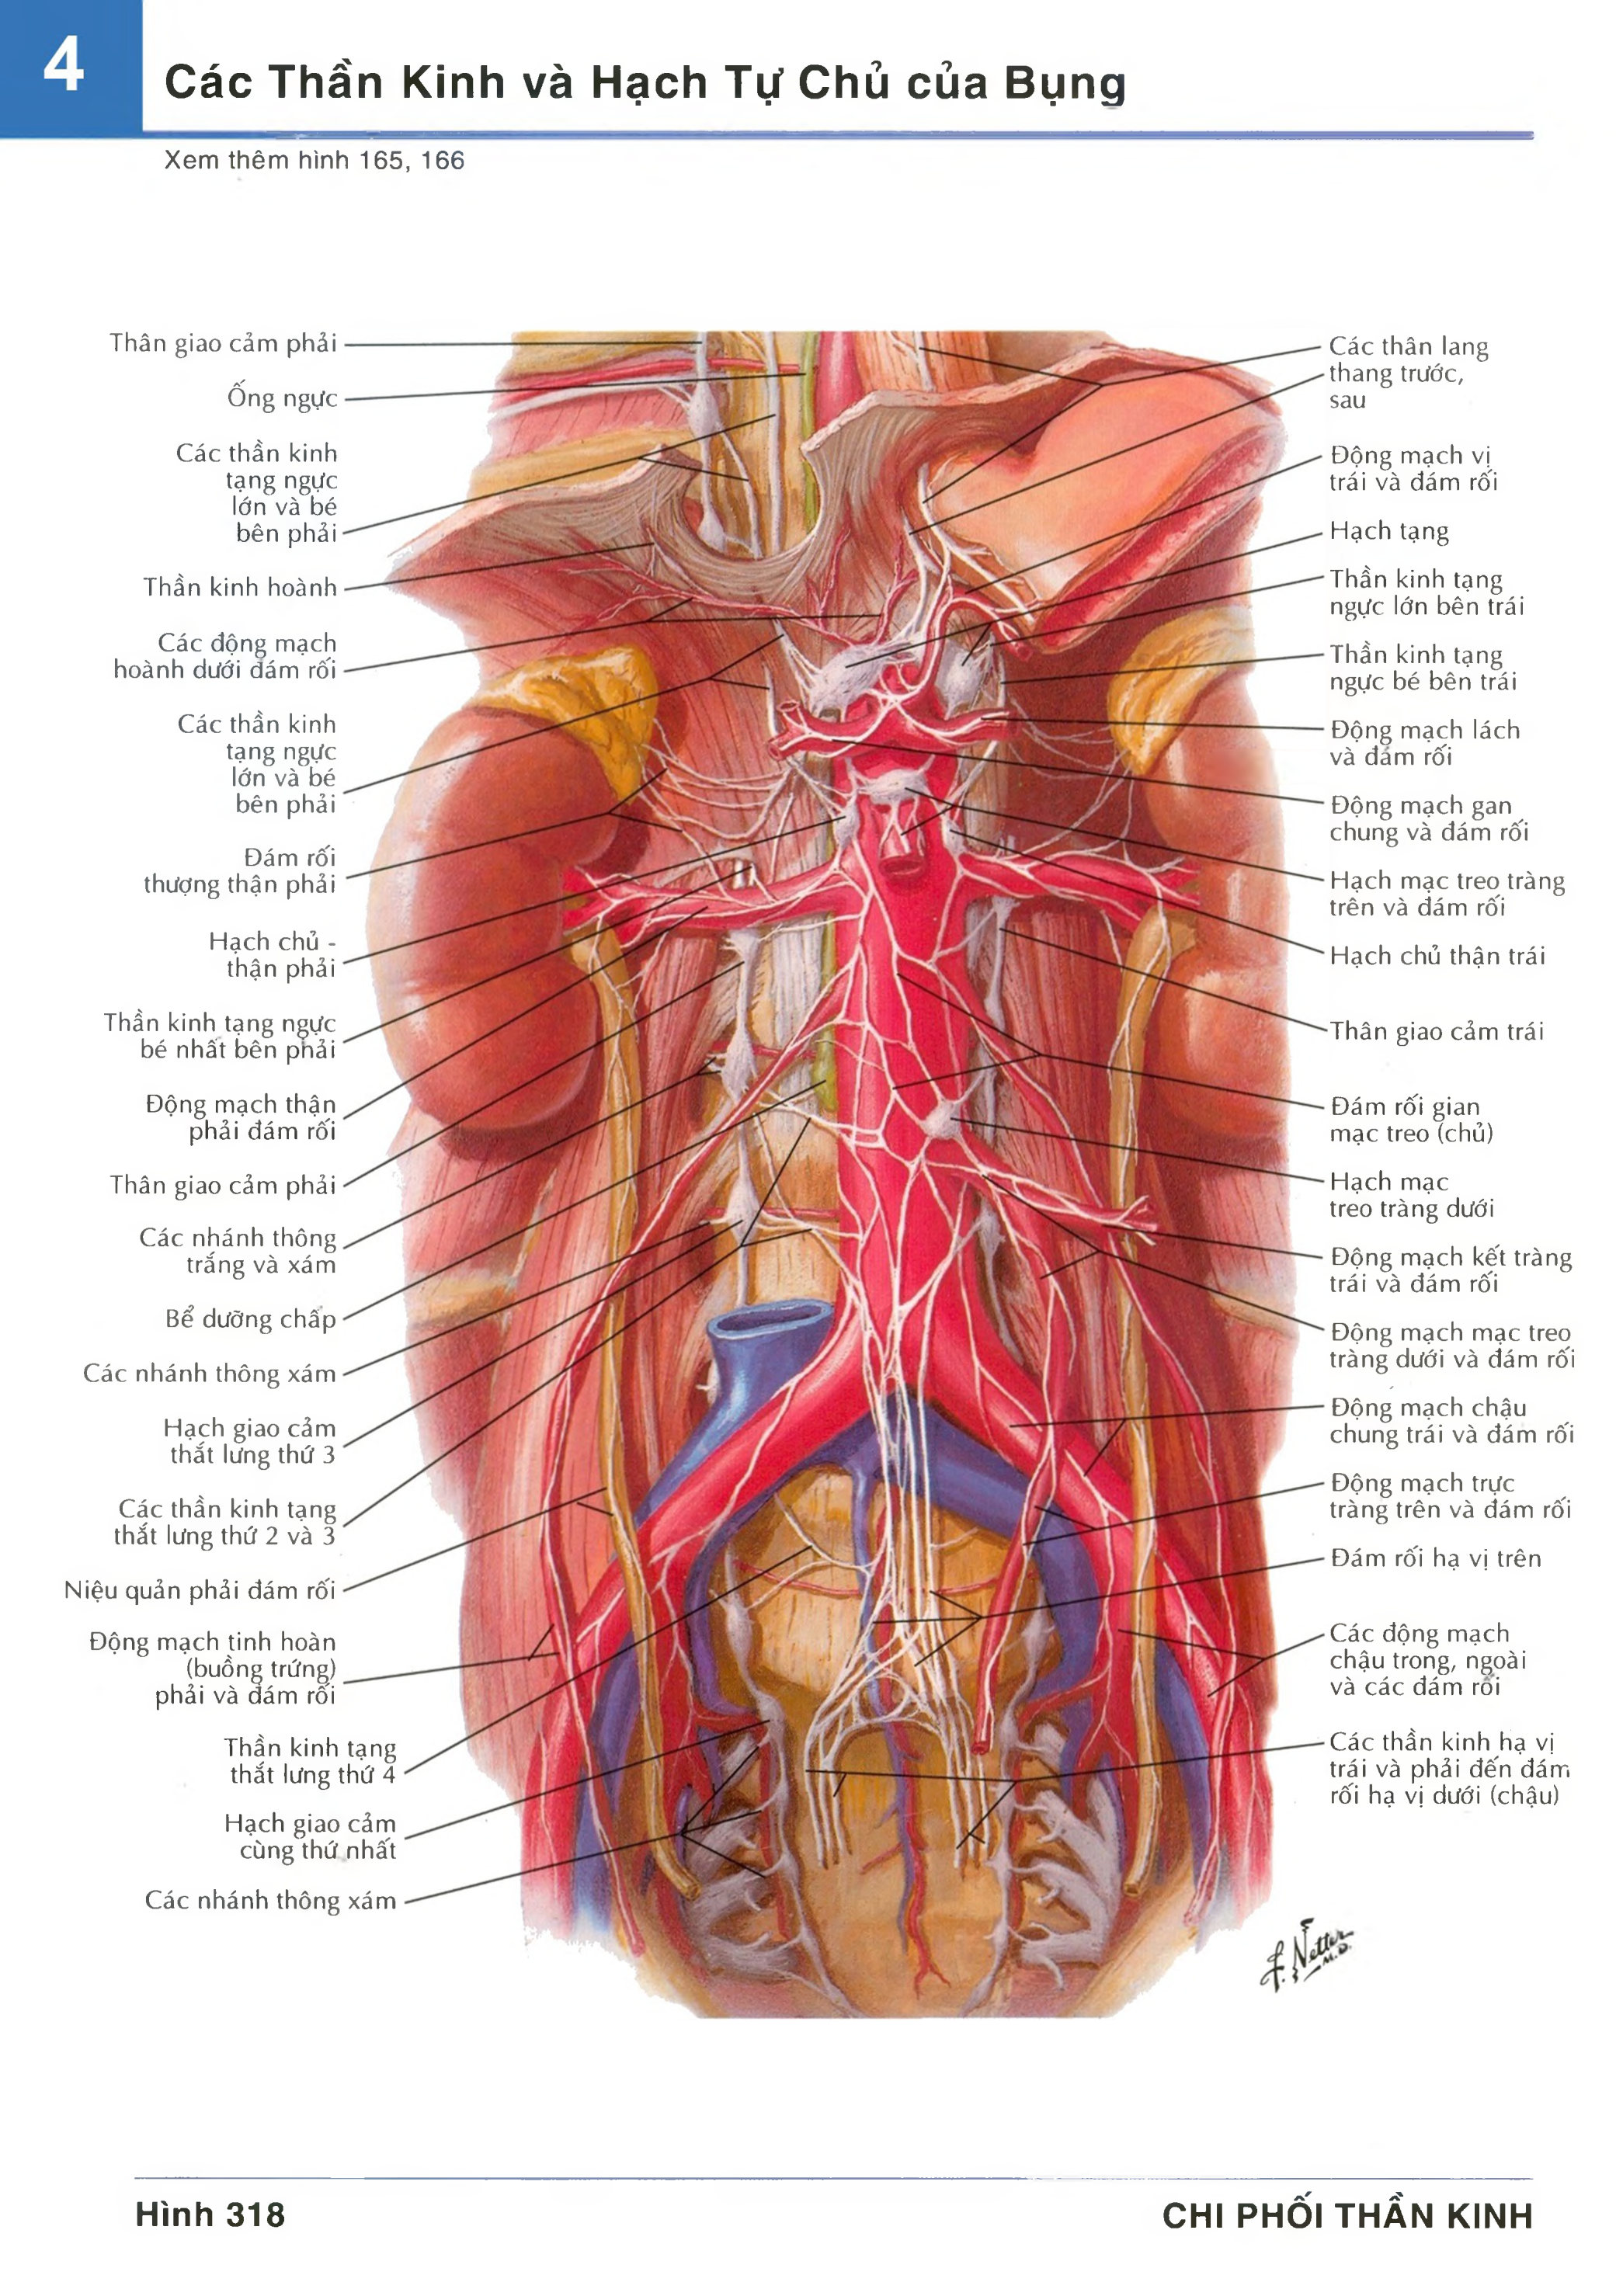 4
Các Thần Kinh và Hạch Tự Chủ của Bụng
Xem thêm hình 165, 166
Thân giao cảm phải
Ống ngực
Các thần kinh
tạng ngực
lớn và bé
bên phải
Thần kinh hoành
Các động mạch
hoành dưới đám rối
Các thần kinh
tạng ngực
lớn và bé
bên phải
Đám rối
thượng thận phải
Hạch chủ -
thận phải
Thần kinh tạng ngực
bé nhất bên phải
Động mạch thận
phải đám rối
Thân giao cảm phải
Các nhánh thông
trắng và xám
Bể dưỡng chấp
Các nhánh thông xám
Hạch giao cảm
thắt lưng thứ 3
Các thần kinh tạng
thắt lưng thứ 2 và 3
Niệu quản phải đám rối
Động mạch tinh hoàn
(buồng trứng)
phải và đám rối
Thần kinh tạng
thắt lưng thứ 4
Hạch giao cảm
cùng thứ nhất
Các nhánh thông xám
Các thân lang
thang trước,
sau
Động mạch vị
trái và đám rối
Hạch tạng
Thần kinh tạng
ngực lớn bên trái
Thần kinh tạng
ngực bé bên trái
Động mạch lách
và đám rối
Động mạch gan
chung và đám rối
Hạch mạc treo tràng
trên và đám rối
Hạch chủ thận trái
Thân giao cảm trái
Đám rối gian
mạc treo (chủ)
Hạch mạc
treo tràng dưới
Động mạch kết tràng
trái và đám rối
Động mạch mạc treo
tràng dưới và đám rối
Động mạch chậu
chung trái và đám rối
Động mạch trực
tràng trên và đám rối
Đám rối hạ vị trên
Các động mạch
chậu trong, ngoài
và các đám rối
Các thần kinh hạ vị
trái và phải đến đám
rối hạ vị dưới (chậu)
F. Netter
M.D.
Hình 318
CHI PHỐI THẦN KINH